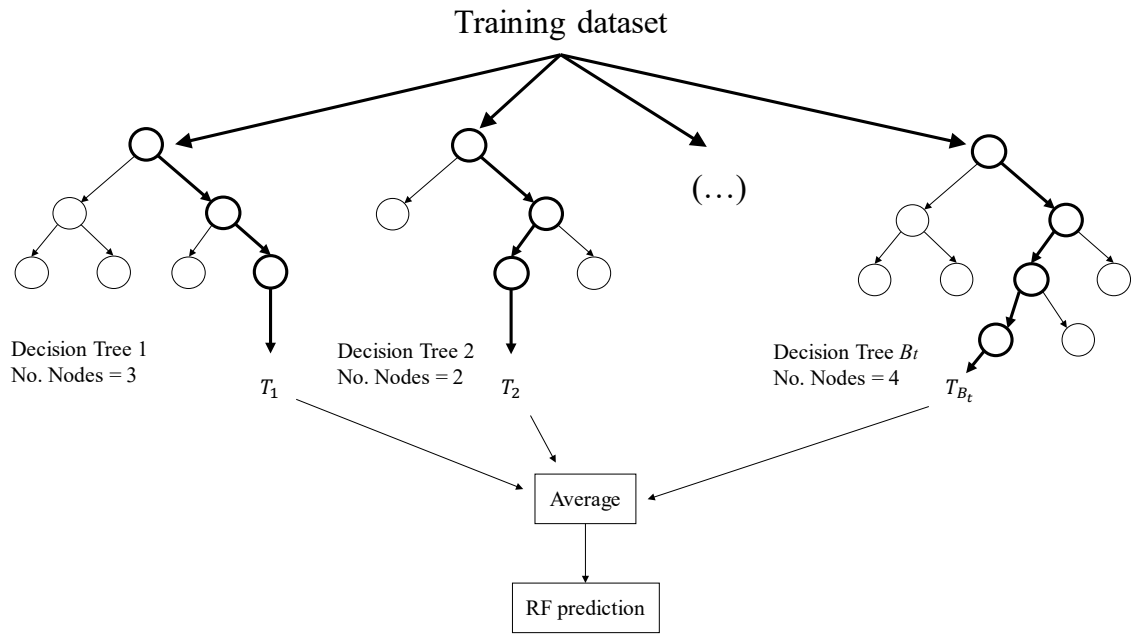 Training dataset
(…)
Decision Tree 1
No. Nodes = 3
Decision Tree 2
No. Nodes = 2
Decision Tree Bt
No. Nodes = 4
T1
T2
TBt
Average
RF prediction